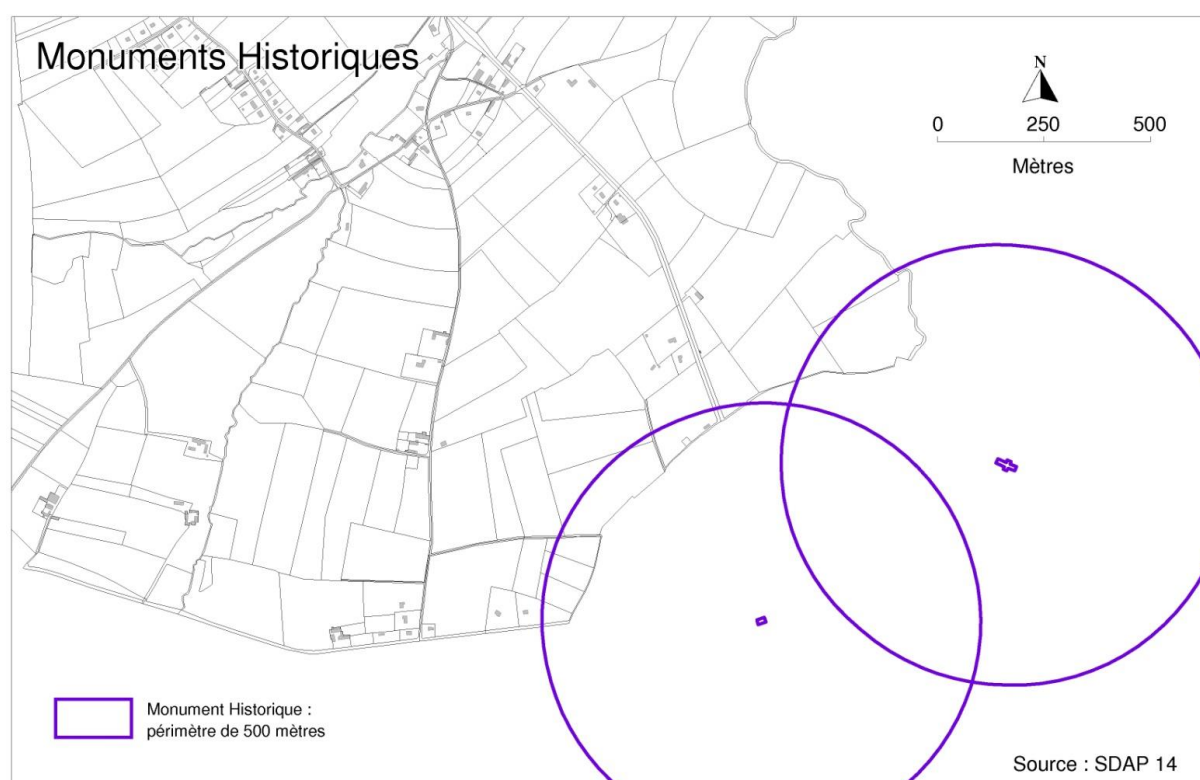 Monuments Historiques
N
0 250 500
Mètres
Monument Historique :
périmètre de 500 mètres
Source : SDAP 14